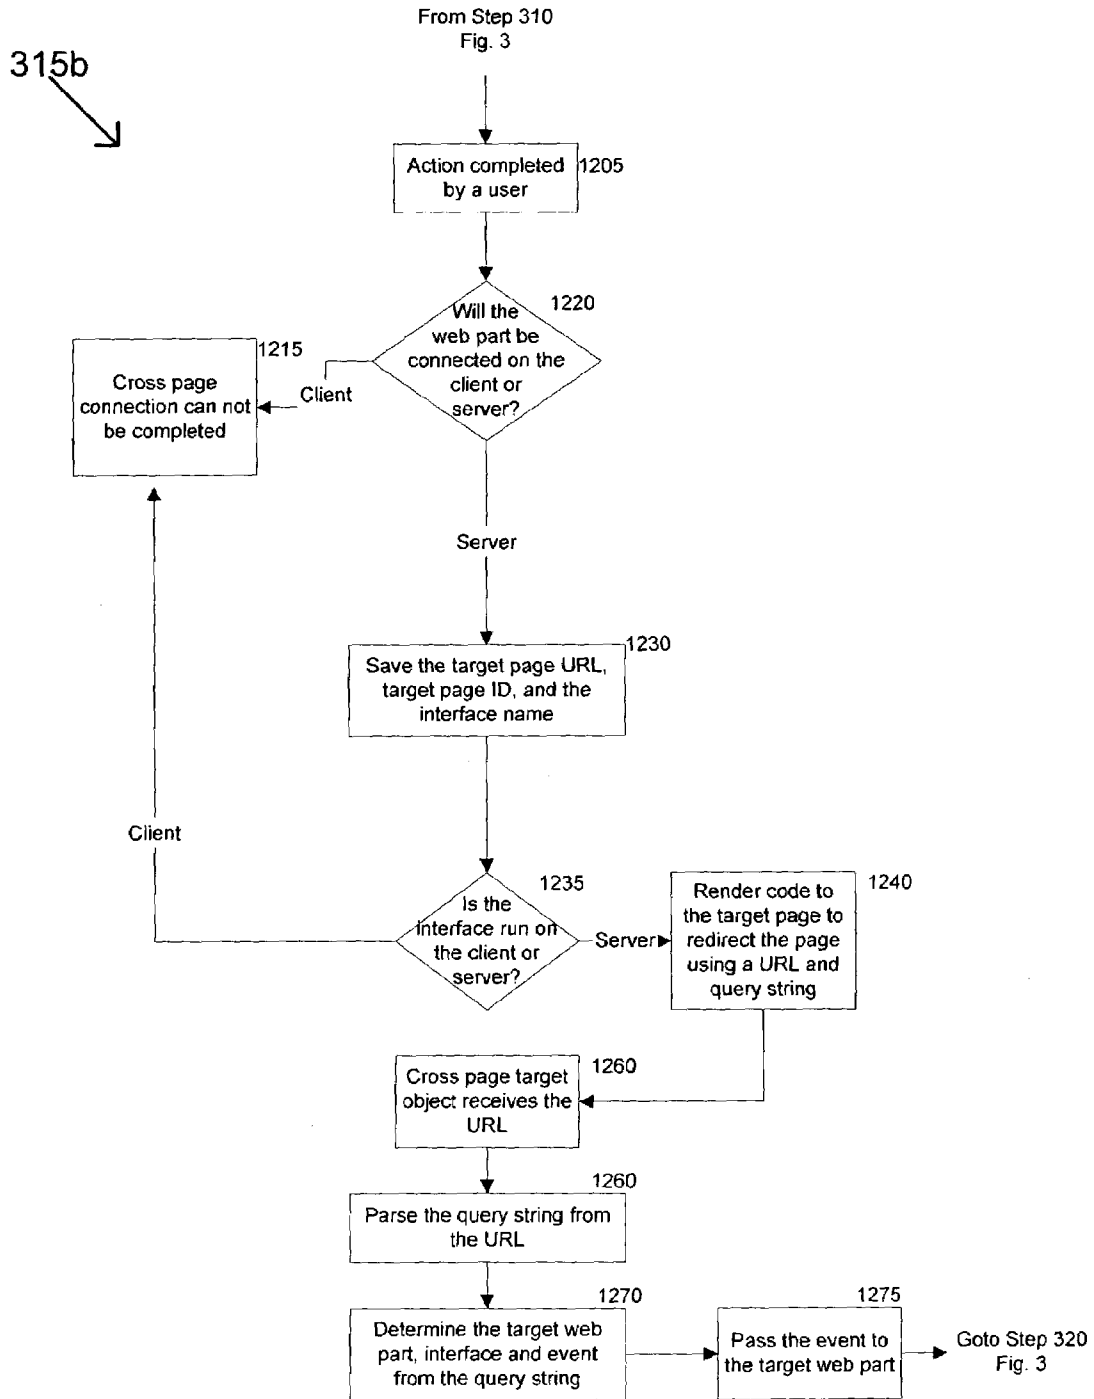 From Step 310
Fig. 3
315b
Action completed
by a user
1205
1220
Will the
web part be
connected on the
client or
server?
1215
Cross page
connection can not
be completed
Client
Server
1230
Save the target page URL,
target page ID, and the
interface name
Client
1235
Is the
interface run on
the client or
server?
Server
1240
Render code to
the target page to
redirect the page
using a URL and
query string
1260
Cross page target
object receives the
URL
1260
Parse the query string from
the URL
1270
Determine the target web
part, interface and event
from the query string
1275
Pass the event to
the target web part
Goto Step 320
Fig. 3